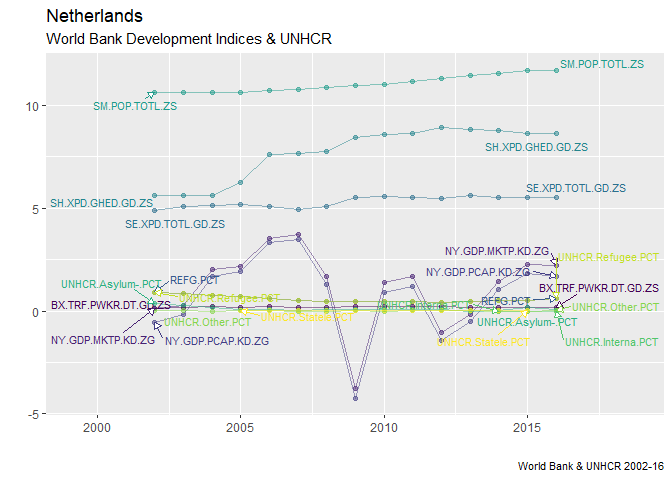 Netherlands
World Bank Development Indices & UNHCR
SM.POP.TOTL.ZS
SM.POP.TOTL.ZS
10
SH.XPD.GHED.GD.ZS
SE.XPD.TOTL.GD.ZS
SH.XPD.GHED.GD.ZS
5
SE.XPD.TOTL.GD.ZS
NY.GDP.MKTP.KD.ZG
UNHCR.Refugee.PCT
NY.GDP.PCAP.KD.ZG
UNHCR.Asylum-.PCT
REFG.PCT
BX.TRF.PWKR.DT.GD.ZS
UNHCR.Refugee.PCT
REFG.PCT
BX.TRF.PWKR.DT.GD.ZS
UNHCR.Other.PCT
0
UNHCR.Other.PCT
UNHCR.Statele.PCT
UNHCR.Asylum-.PCT
NY.GDP.MKTP.KD.ZG
NY.GDP.PCAP.KD.ZG
UNHCR.Statele.PCT
UNHCR.Interna.PCT
-5
2000
2005
2010
2015
World Bank & UNHCR 2002-16